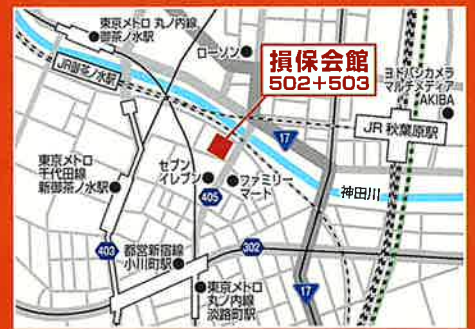 東京メトロ 丸ノ内線
御茶ノ水駅
ローソン
損保会館
502+503
ヨドバシカメラ
マルチメディア
AKIBA
JR御茶ノ水駅
17
JR 秋葉原駅
東京メトロ
千代田線
新御茶ノ水駅
セブン
イレブン
ファミリー
マート
405
神田川
403
都営新宿線
小川町駅
302
東京メトロ
丸ノ内線
淡路町駅
17